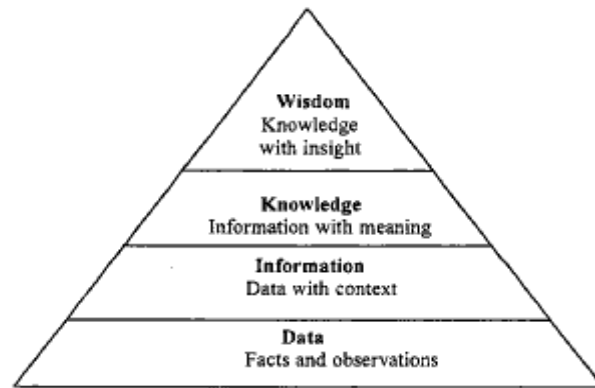 Wisdom
Knowledge
with insight
Knowledge
Information with meaning
Information
Data with context
Data
Facts and observations